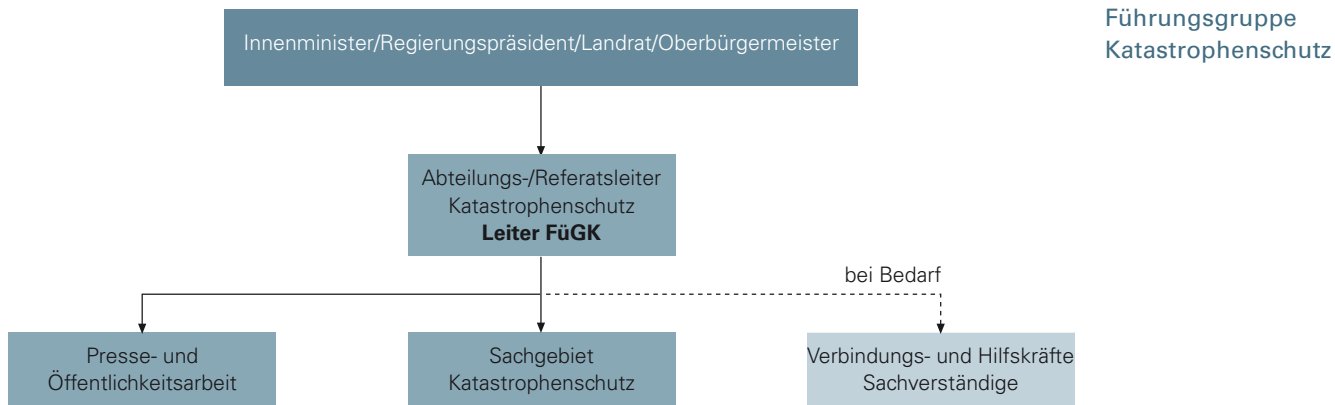 Führungsgruppe
Katastrophenschutz
Innenminister/Regierungspräsident/Landrat/Oberbürgermeister
Abteilungs-/Referatsleiter
Katastrophenschutz
Leiter FüGK
bei Bedarf
Presse- und
Öffentlichkeitsarbeit
Sachgebiet
Katastrophenschutz
Verbindungs- und Hilfskräfte
Sachverständige